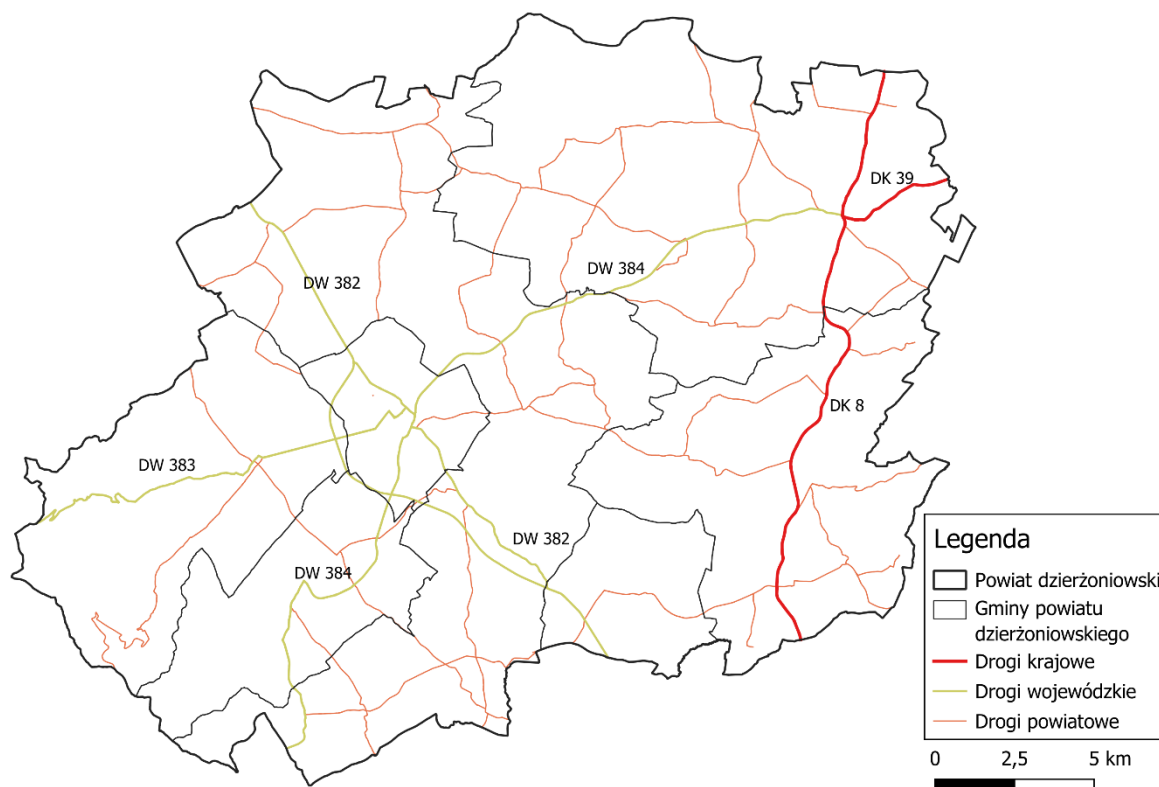 DK 39
DW 384
DW 382
DK 8
DW 383
DW 382
DW 384
Legenda
Powiat dzierżoniowski
Gminy powiatu
dzierżoniowskiego
Drogi krajowe
Drogi wojewódzkie
Drogi powiatowe
0 2,5 5 km